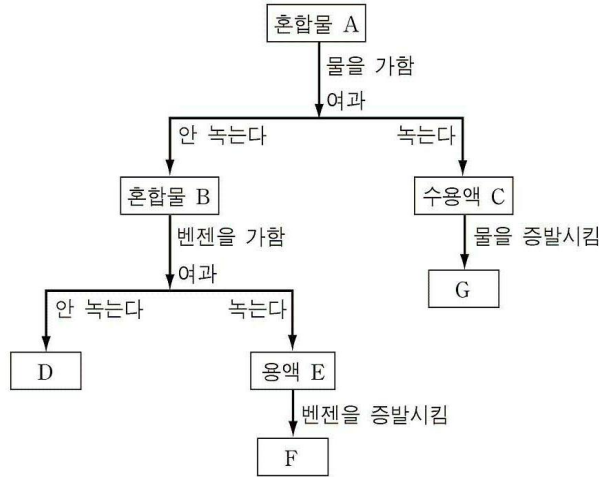 혼합물 A
물을 가함
여과
안 녹는다
녹는다
혼합물 B
수용액 C
벤젠을 가함
물을 증발시킴
여과
G
안 녹는다
녹는다
D
용액 E
벤젠을 증발시킴
F